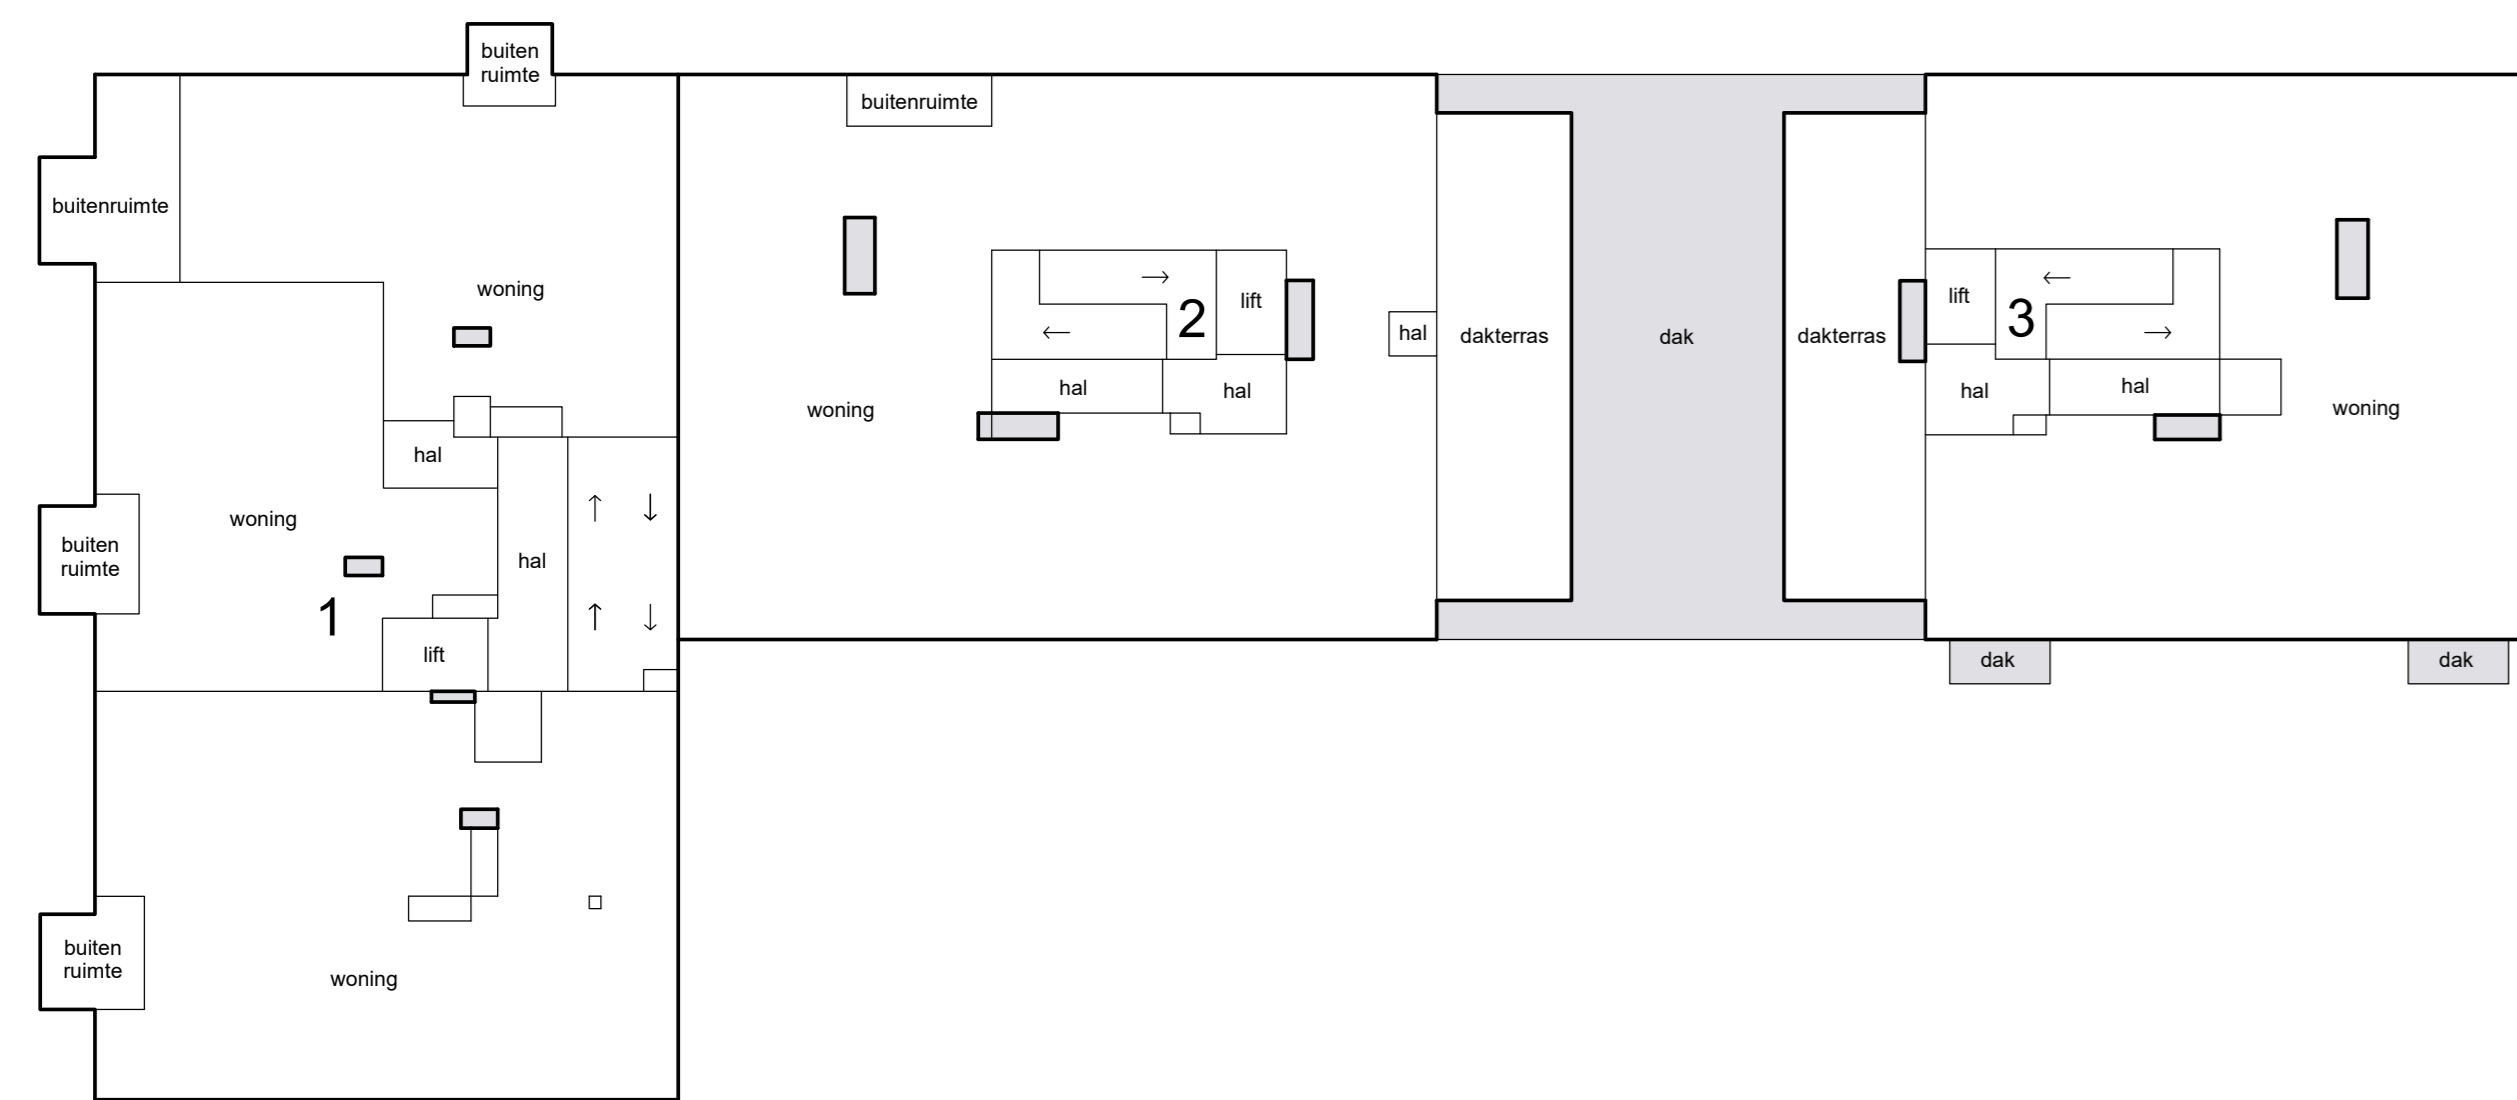 buiten
ruimte
buitenruimte
woning
hal
woning
buiten
ruimte
hal
1
lift
buiten
ruimte
woning
buitenruimte
2
lift
hal
hal
woning
hal
dakterras
dak
dakterras
lift
3
hal
hal
woning
dak
dak